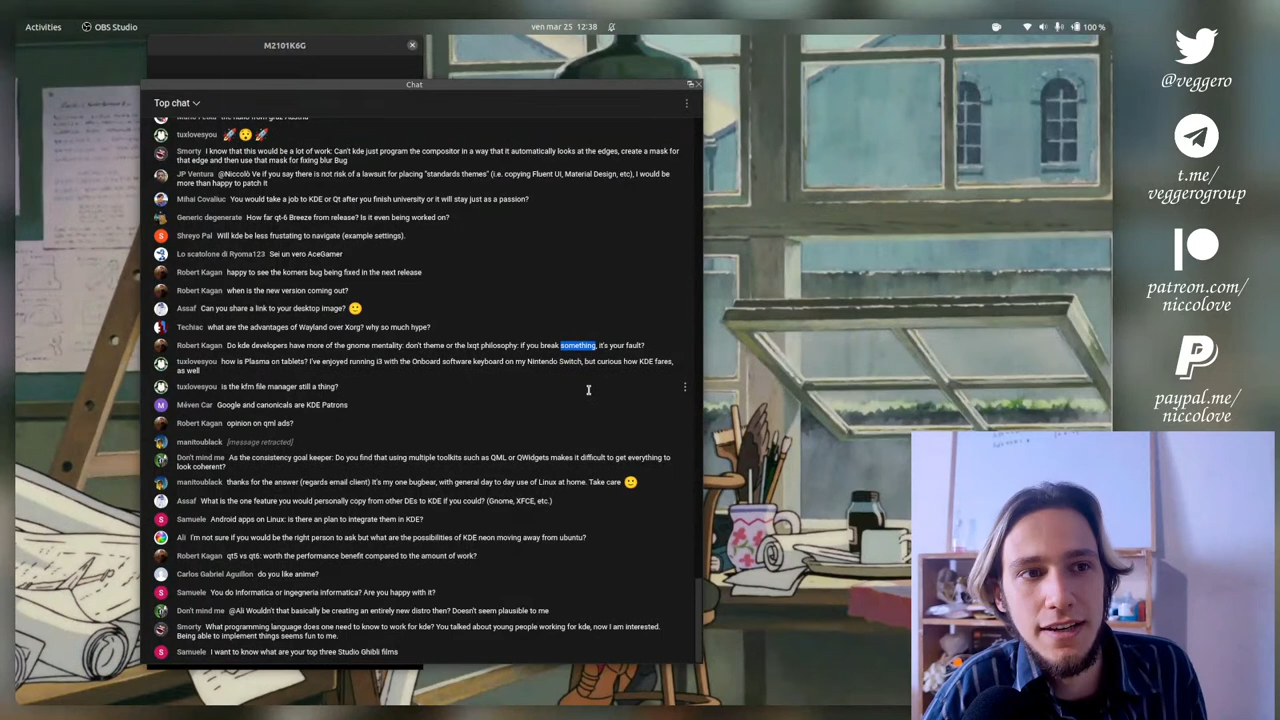 Activities
OBS Studio
ven mar 25 12:38
100 %
M2101K6G
Chat
Top chat
tuxlovesyou 🚀😯🚀
Smorty I know that this would be a lot of work: Can't kde just program the compositor in a way that it automatically looks at the edges, create a mask for
that edge and then use that mask for fixing blur Bug
JP Ventura @Niccolò Ve if you say there is not risk of a lawsuit for placing "standards themes" (i.e. copying Fluent UI, Material Design, etc), I would be
more than happy to patch it
Mihai Covaliuc You would take a job to KDE or Qt after you finish university or it will stay just as a passion?
Generic degenerate How far qt-6 Breeze from release? Is it even being worked on?
Shreyo Pal Will kde be less frustating to navigate (example settings).
Lo scatolone di Ryoma123 Sei un vero AceGamer
Robert Kagan happy to see the korners bug being fixed in the next release
Robert Kagan when is the new version coming out?
Assaf Can you share a link to your desktop image? 🙂
Techiac what are the advantages of Wayland over Xorg? why so much hype?
Robert Kagan Do kde developers have more of the gnome mentality: don't theme or the lxqt philosophy: if you break something, it's your fault?
tuxlovesyou how is Plasma on tablets? I've enjoyed running i3 with the Onboard software keyboard on my Nintendo Switch, but curious how KDE fares,
as well
tuxlovesyou is the kfm file manager still a thing?
Méven Car Google and canonicals are KDE Patrons
Robert Kagan opinion on qml ads?
manitoublack [message retracted]
Don't mind me As the consistency goal keeper: Do you find that using multiple toolkits such as QML or QWidgets makes it difficult to get everything to
look coherent?
manitoublack thanks for the answer (regards email client) It's my one bugbear, with general day to day use of Linux at home. Take care 🙂
Assaf What is the one feature you would personally copy from other DEs to KDE if you could? (Gnome, XFCE, etc.)
Samuele Android apps on Linux: is there an plan to integrate them in KDE?
Ali I'm not sure if you would be the right person to ask but what are the possibilities of KDE neon moving away from ubuntu?
Robert Kagan qt5 vs qt6: worth the performance benefit compared to the amount of work?
Carlos Gabriel Aguillon do you like anime?
Samuele You do Informatica or ingegneria informatica? Are you happy with it?
Don't mind me @Ali Wouldn't that basically be creating an entirely new distro then? Doesn't seem plausible to me
Smorty What programming language does one need to know to work for kde? You talked about young people working for kde, now I am interested.
Being able to implement things seems fun to me.
Samuele I want to know what are your top three Studio Ghibli films
@veggero
t.me/
veggerogroup
patreon.com/
niccolove
paypal.me/
niccolove